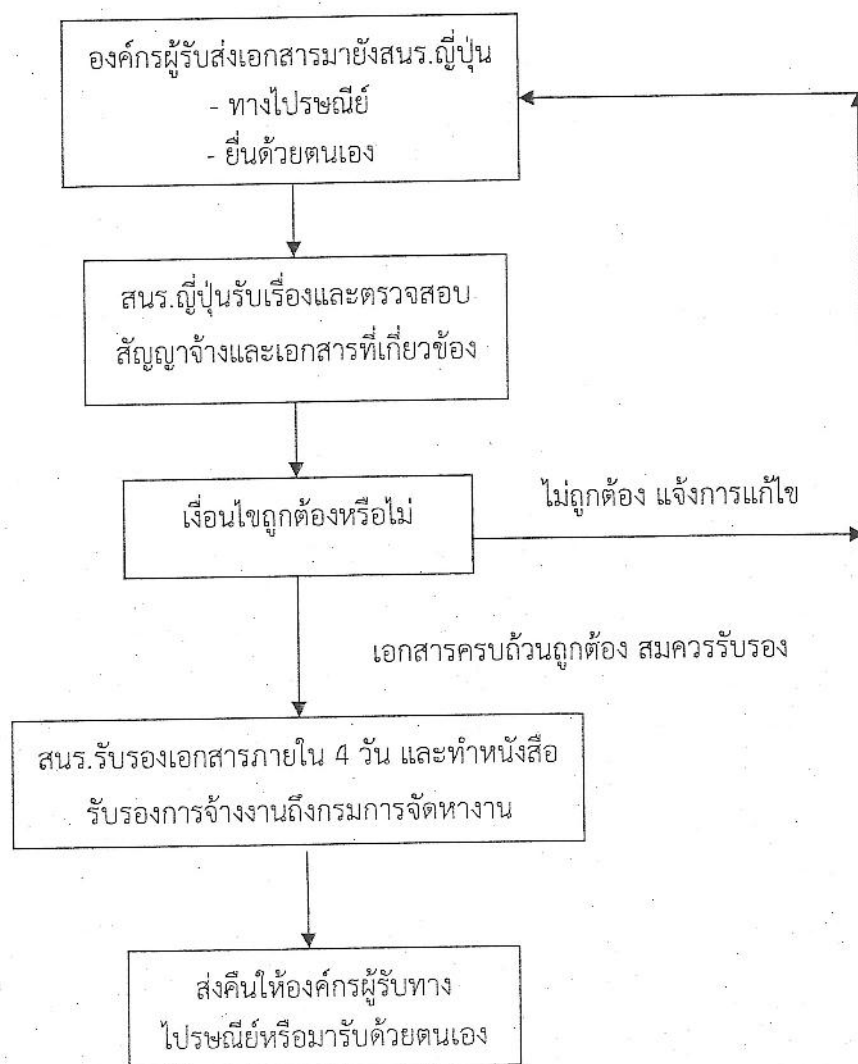 องค์กรผู้รับส่งเอกสารมายังสนร.ญี่ปุ่น
- ทางไปรษณีย์
- ยื่นด้วยตนเอง
สนร.ญี่ปุ่นรับเรื่องและตรวจสอบ
สัญญาจ้างและเอกสารที่เกี่ยวข้อง
เงื่อนไขถูกต้องหรือไม่
ไม่ถูกต้อง แจ้งการแก้ไข
เอกสารครบถ้วนถูกต้อง สมควรรับรอง
สนร.รับรองเอกสารภายใน 4 วัน และทำหนังสือ
รับรองการจ้างงานถึงกรมการจัดหางาน
ส่งคืนให้องค์กรผู้รับทาง
ไปรษณีย์หรือมารับด้วยตนเอง